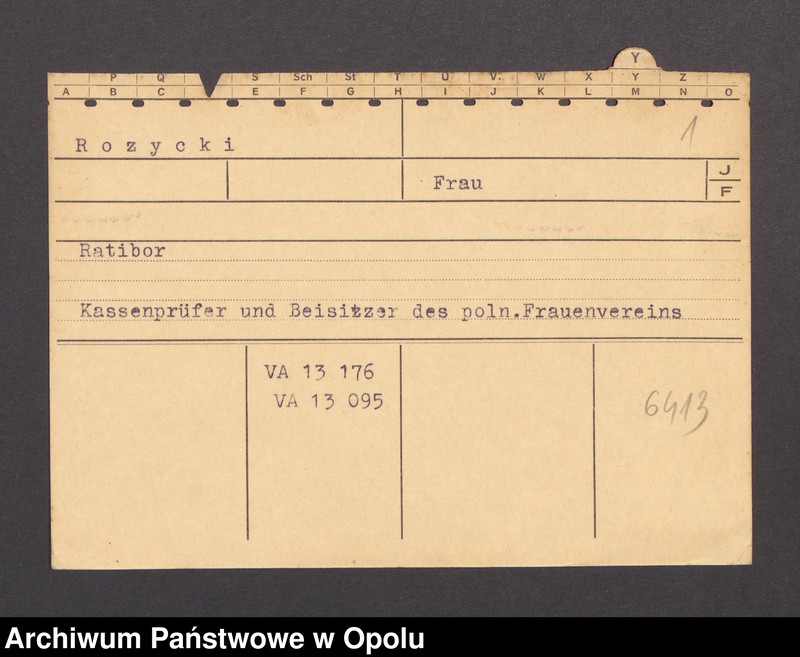 Y
P Q S Sch St T U V. W X Y Z
A B C E F G H I J K L M N O
Rozycki
1
Frau
J
F
Ratibor
Kassenprüfer und Beisitzer des poln.Frauenvereins
VA 13 176
VA 13 095
6413
Archiwum Państwowe w Opolu